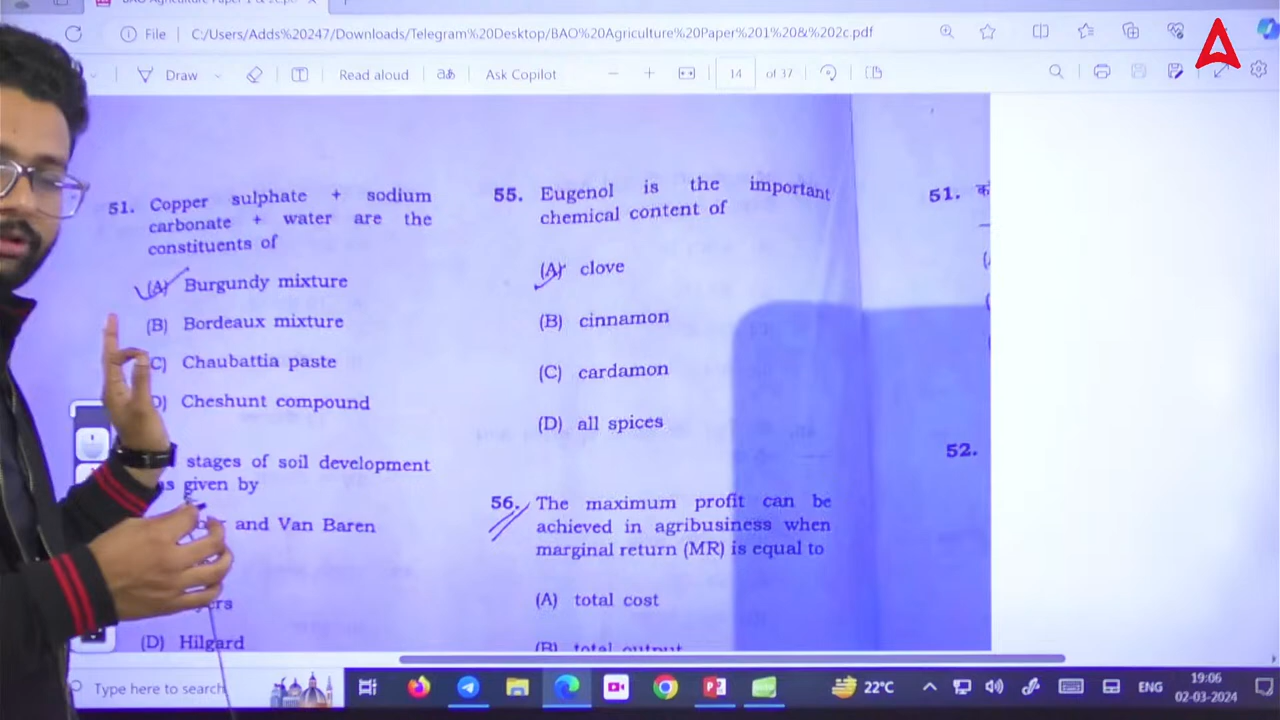 File
C:/Users/Adds%20247/Downloads/Telegram%20Desktop/BAO%20Agriculture%20Paper%201%20&%202c.pdf
Draw
Read aloud
Ask Copilot
14
of 37
51. Copper sulphate + sodium
carbonate + water are the
constituents of
(A) Burgundy mixture
(B) Bordeaux mixture
C) Chaubattia paste
D) Cheshunt compound
stages of soil development
given by
and Van Baren
(D) Hilgard
55. Eugenol is the important
chemical content of
(A) clove
(B) cinnamon
(C) cardamon
(D) all spices
56. The maximum profit can be
achieved in agribusiness when
marginal return (MR) is equal to
(A) total cost
(B) total output
51.
52.
Type here to search
22°C
ENG
19:06
02-03-2024